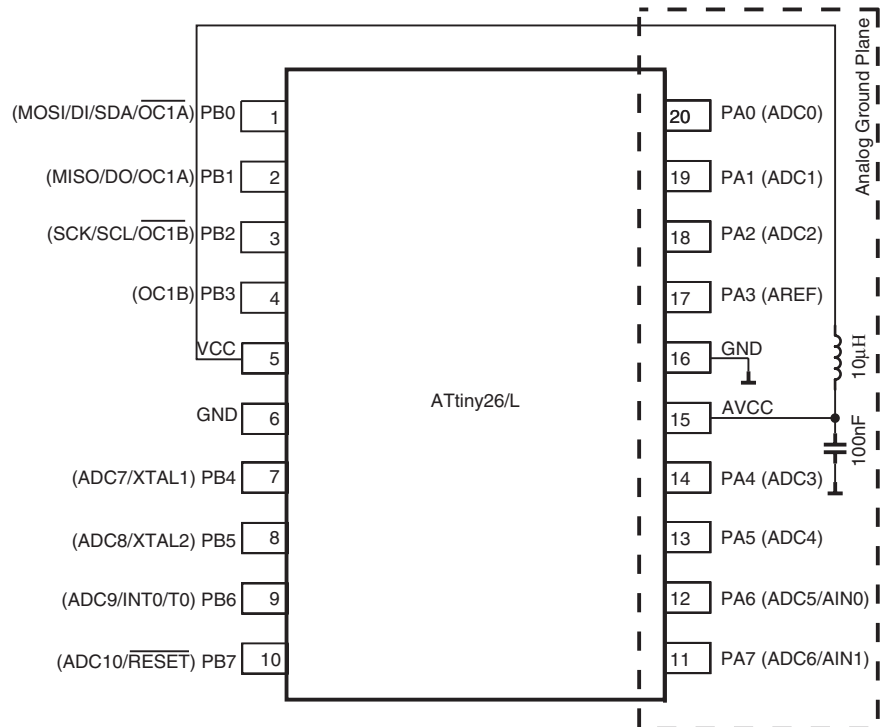 (MOSI/DI/SDA/O̅C̅1̅A̅) PB0
1
(MISO/DO/OC1A) PB1
2
(SCK/SCL/O̅C̅1̅B̅) PB2
3
(OC1B) PB3
4
VCC
5
GND
6
(ADC7/XTAL1) PB4
7
(ADC8/XTAL2) PB5
8
(ADC9/INT0/T0) PB6
9
(ADC10/R̅E̅S̅E̅T̅) PB7
10
ATtiny26/L
20
PA0 (ADC0)
19
PA1 (ADC1)
18
PA2 (ADC2)
17
PA3 (AREF)
16
GND
15
AVCC
14
PA4 (ADC3)
13
PA5 (ADC4)
12
PA6 (ADC5/AIN0)
11
PA7 (ADC6/AIN1)
Analog Ground Plane
10μH
100nF